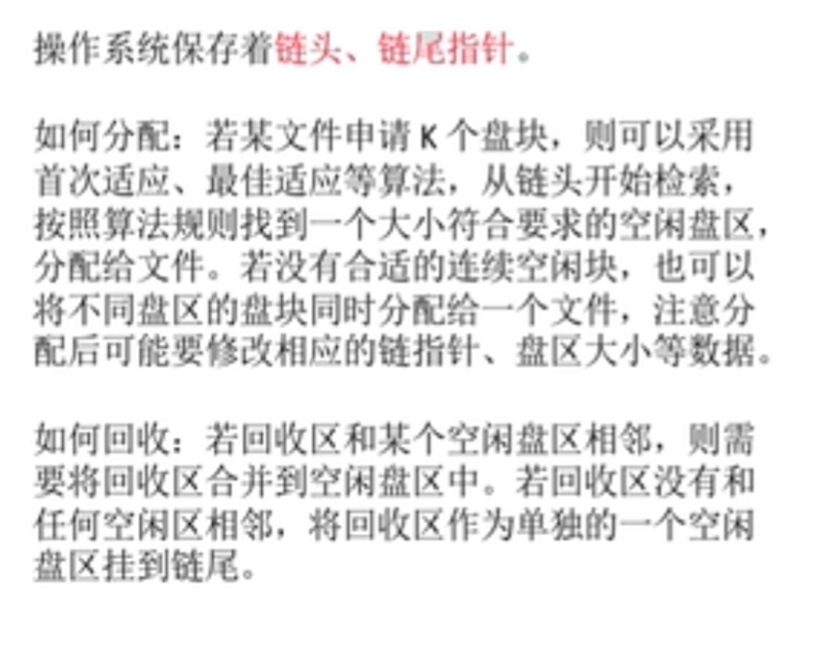 操作系统保存着链头、链尾指针。
如何分配：若某文件申请 K 个盘块，则可以采用
首次适应、最佳适应等算法，从链头开始检索，
按照算法规则找到一个大小符合要求的空闲盘区，
分配给文件。若没有合适的连续空闲块，也可以
将不同盘区的盘块同时分配给一个文件，注意分
配后可能要修改相应的链指针、盘区大小等数据。
如何回收：若回收区和某个空闲盘区相邻，则需
要将回收区合并到空闲盘区中。若回收区没有和
任何空闲区相邻，将回收区作为单独的一个空闲
盘区挂到链尾。